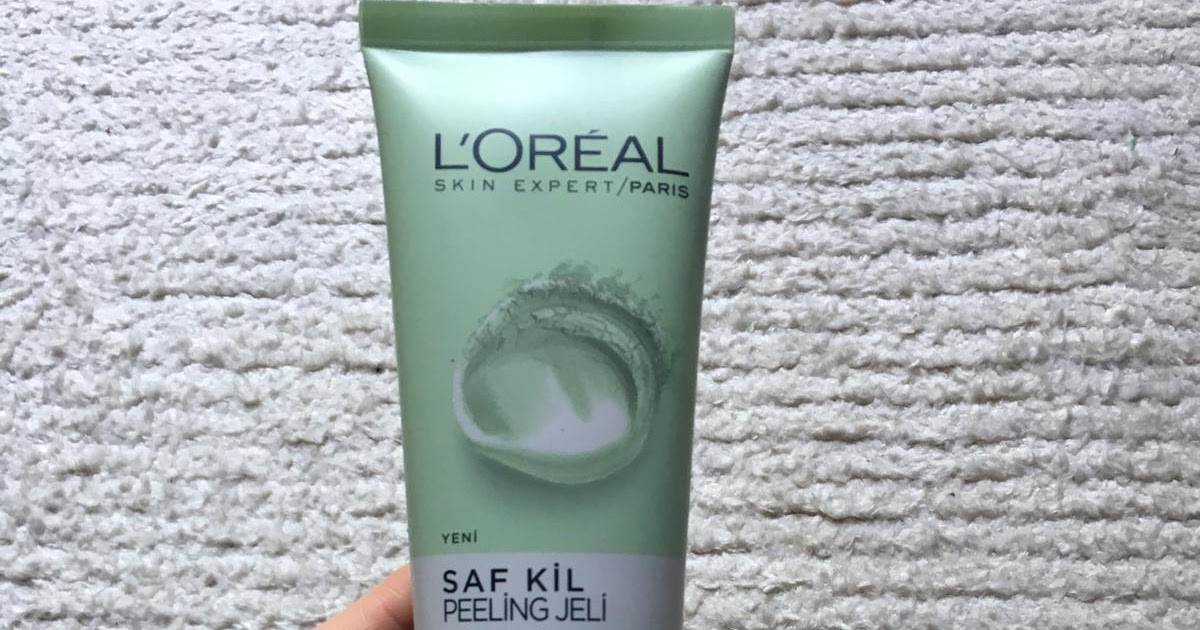 L'ORÉAL
SKIN EXPERT/PARIS
YENİ
SAF KİL
PEELİNG JELİ